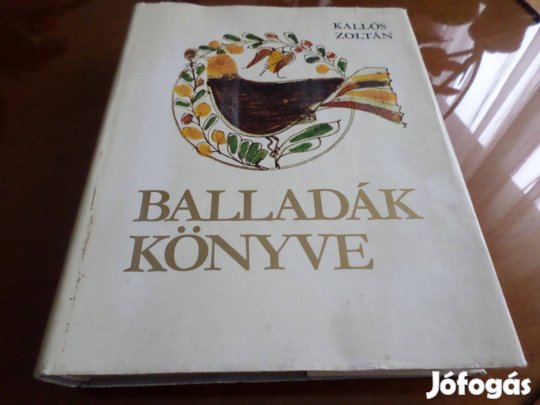 KALLÓS
ZOLTÁN
BALLADÁK
KÖNYVE
Jófogás